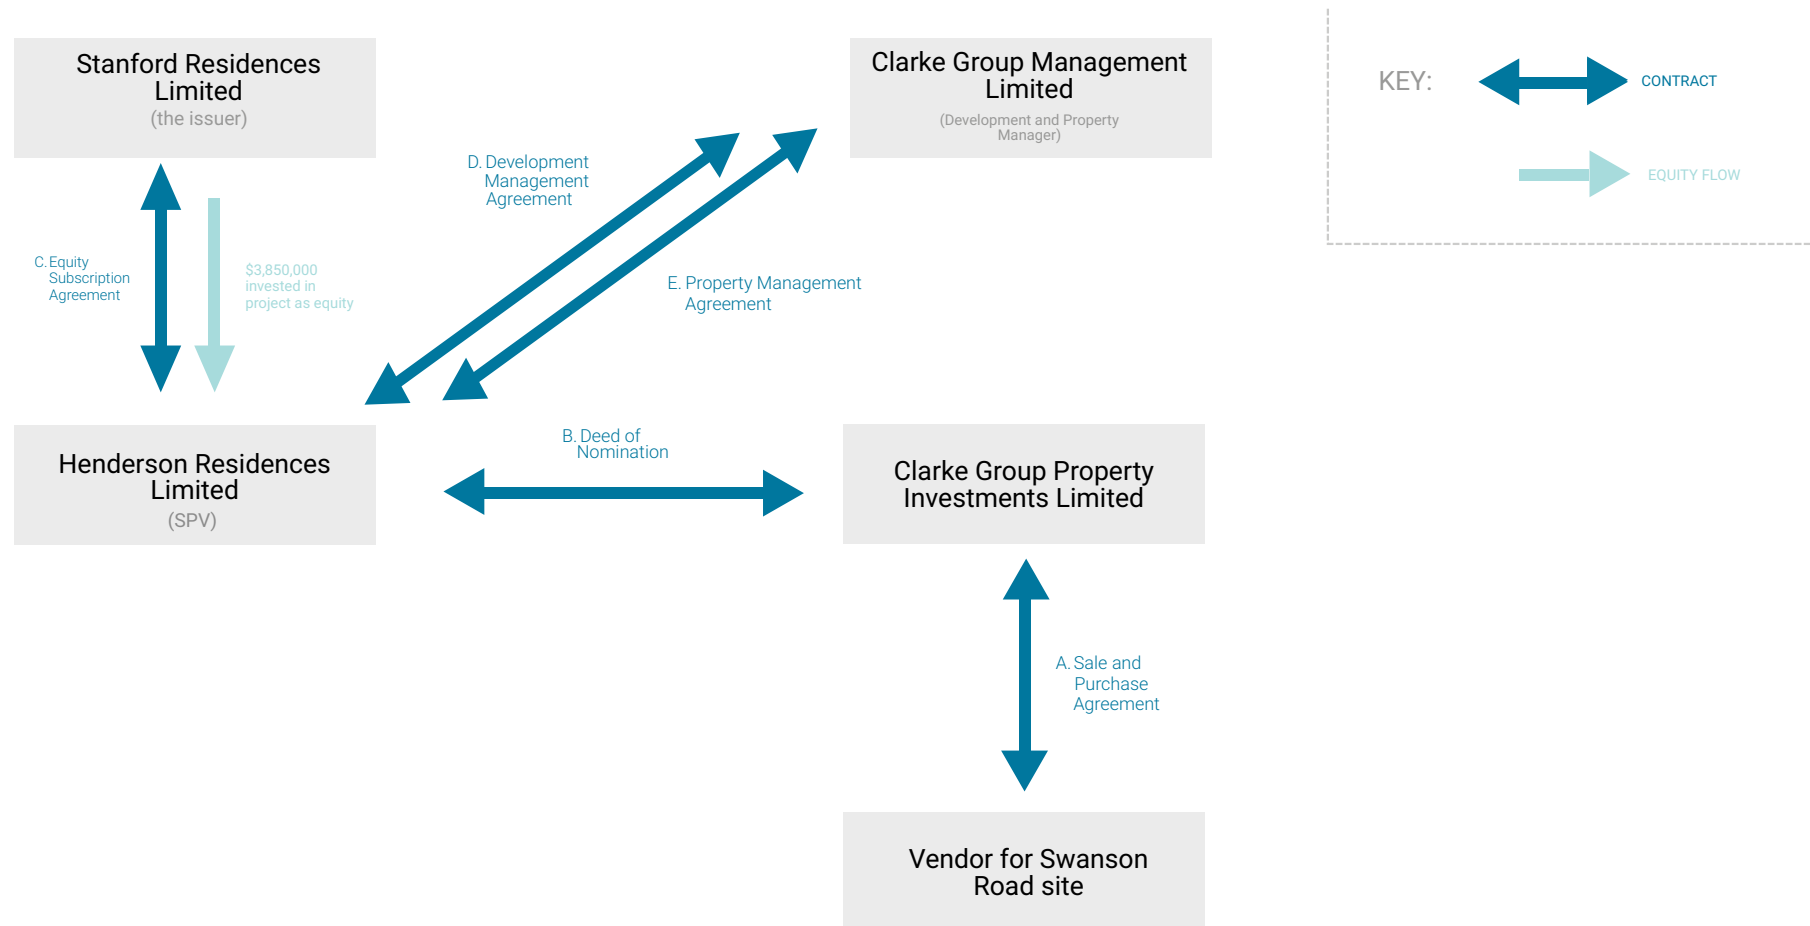 Stanford Residences
Limited
(the issuer)
Clarke Group Management
Limited
(Development and Property
Manager)
KEY:
CONTRACT
EQUITY FLOW
D. Development
Management
Agreement
C. Equity
Subscription
Agreement
$3,850,000
invested in
project as equity
E. Property Management
Agreement
B. Deed of
Nomination
Henderson Residences
Limited
(SPV)
Clarke Group Property
Investments Limited
A. Sale and
Purchase
Agreement
Vendor for Swanson
Road site